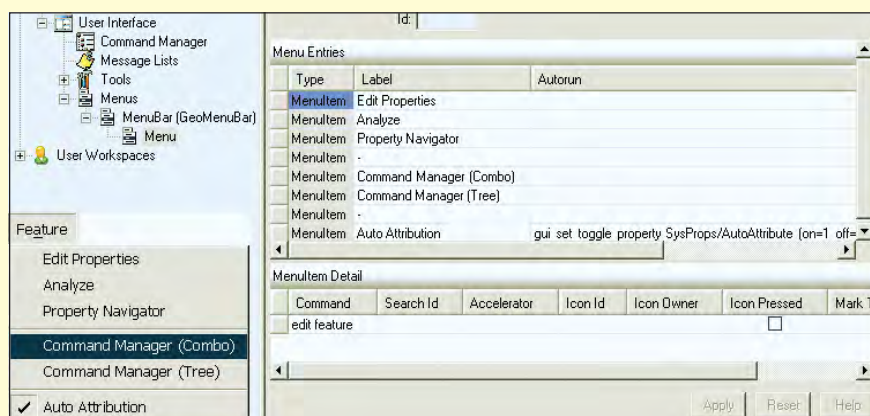 User Interface
Command Manager
Message Lists
Tools
Menus
MenuBar (GeoMenuBar)
Menu
User Workspaces
Feature
Edit Properties
Analyze
Property Navigator
Command Manager (Combo)
Command Manager (Tree)
Auto Attribution
Id:
Menu Entries
Type Label Autorun
MenuItem Edit Properties
MenuItem Analyze
MenuItem Property Navigator
MenuItem -
MenuItem Command Manager (Combo)
MenuItem Command Manager (Tree)
MenuItem -
MenuItem Auto Attribution gui set toggle property SysProps/AutoAttribute (on=1 off=
MenuItem Detail
Command Search Id Accelerator Icon Id Icon Owner Icon Pressed Mark
edit feature
Apply Reset Help